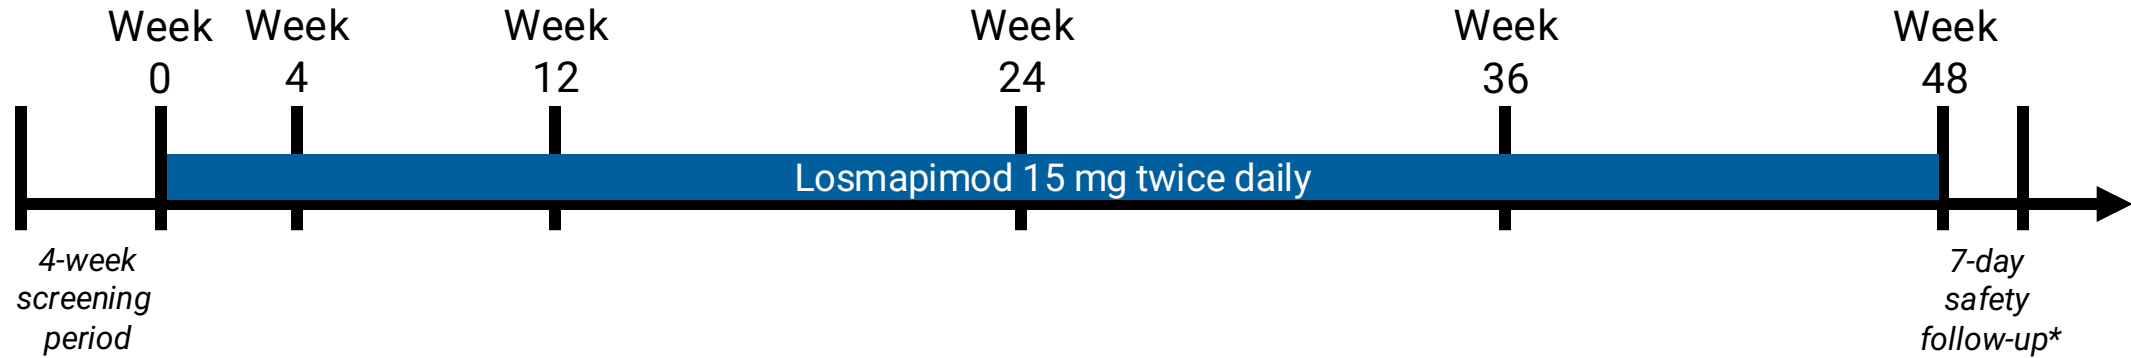 Week 0
Week 4
Week 12
Week 24
Week 36
Week 48
Losmapimod 15 mg twice daily
4-week
screening
period
7-day
safety
follow-up*